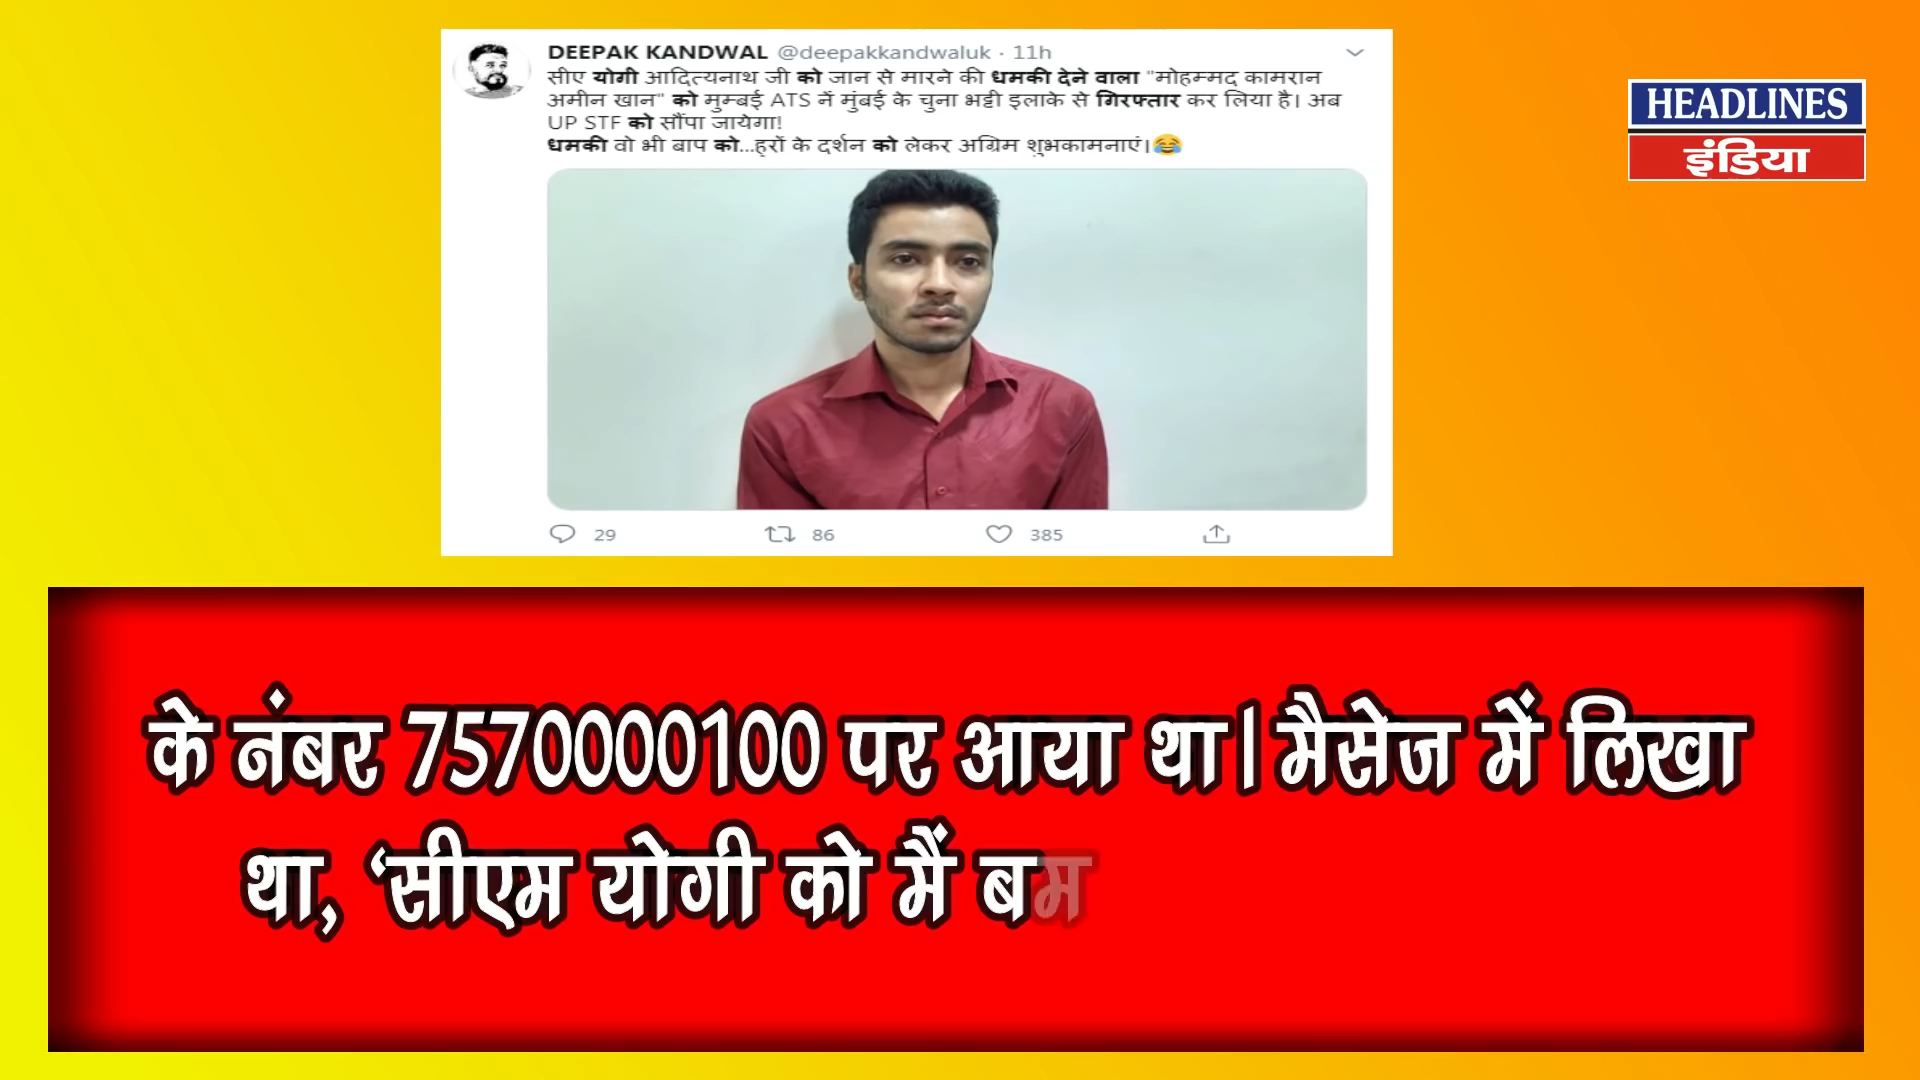 DEEPAK KANDWAL @deepakkandwaluk · 11h
सीए योगी आदित्यनाथ जी को जान से मारने की धमकी देने वाला "मोहम्मद कामरान
अमीन खान" को मुम्बई ATS नें मुंबई के चुना भट्टी इलाके से गिरफ्तार कर लिया है। अब
UP STF को सौंपा जायेगा!
धमकी वो भी बाप को...हूरों के दर्शन को लेकर अग्रिम शुभकामनाएं।😂
29 86 385
HEADLINES
इंडिया
के नंबर 7570000100 पर आया था। मैसेज में लिखा
था, ‘सीएम योगी को मैं बम